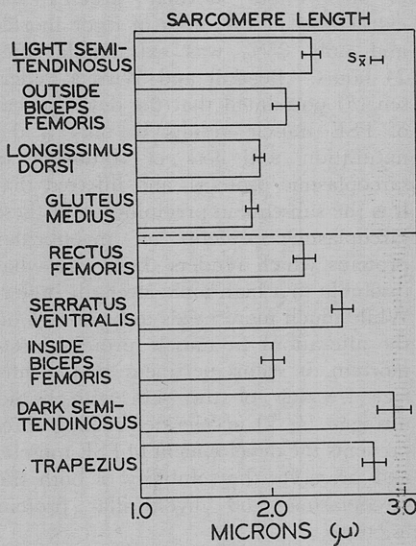 SARCOMERE LENGTH
LIGHT SEMI-
TENDINOSUS
Sx̄
OUTSIDE
BICEPS
FEMORIS
LONGISSIMUS
DORSI
GLUTEUS
MEDIUS
RECTUS
FEMORIS
SERRATUS
VENTRALIS
INSIDE
BICEPS
FEMORIS
DARK SEMI-
TENDINOSUS
TRAPEZIUS
1.0 2.0 3.0
MICRONS (μ)